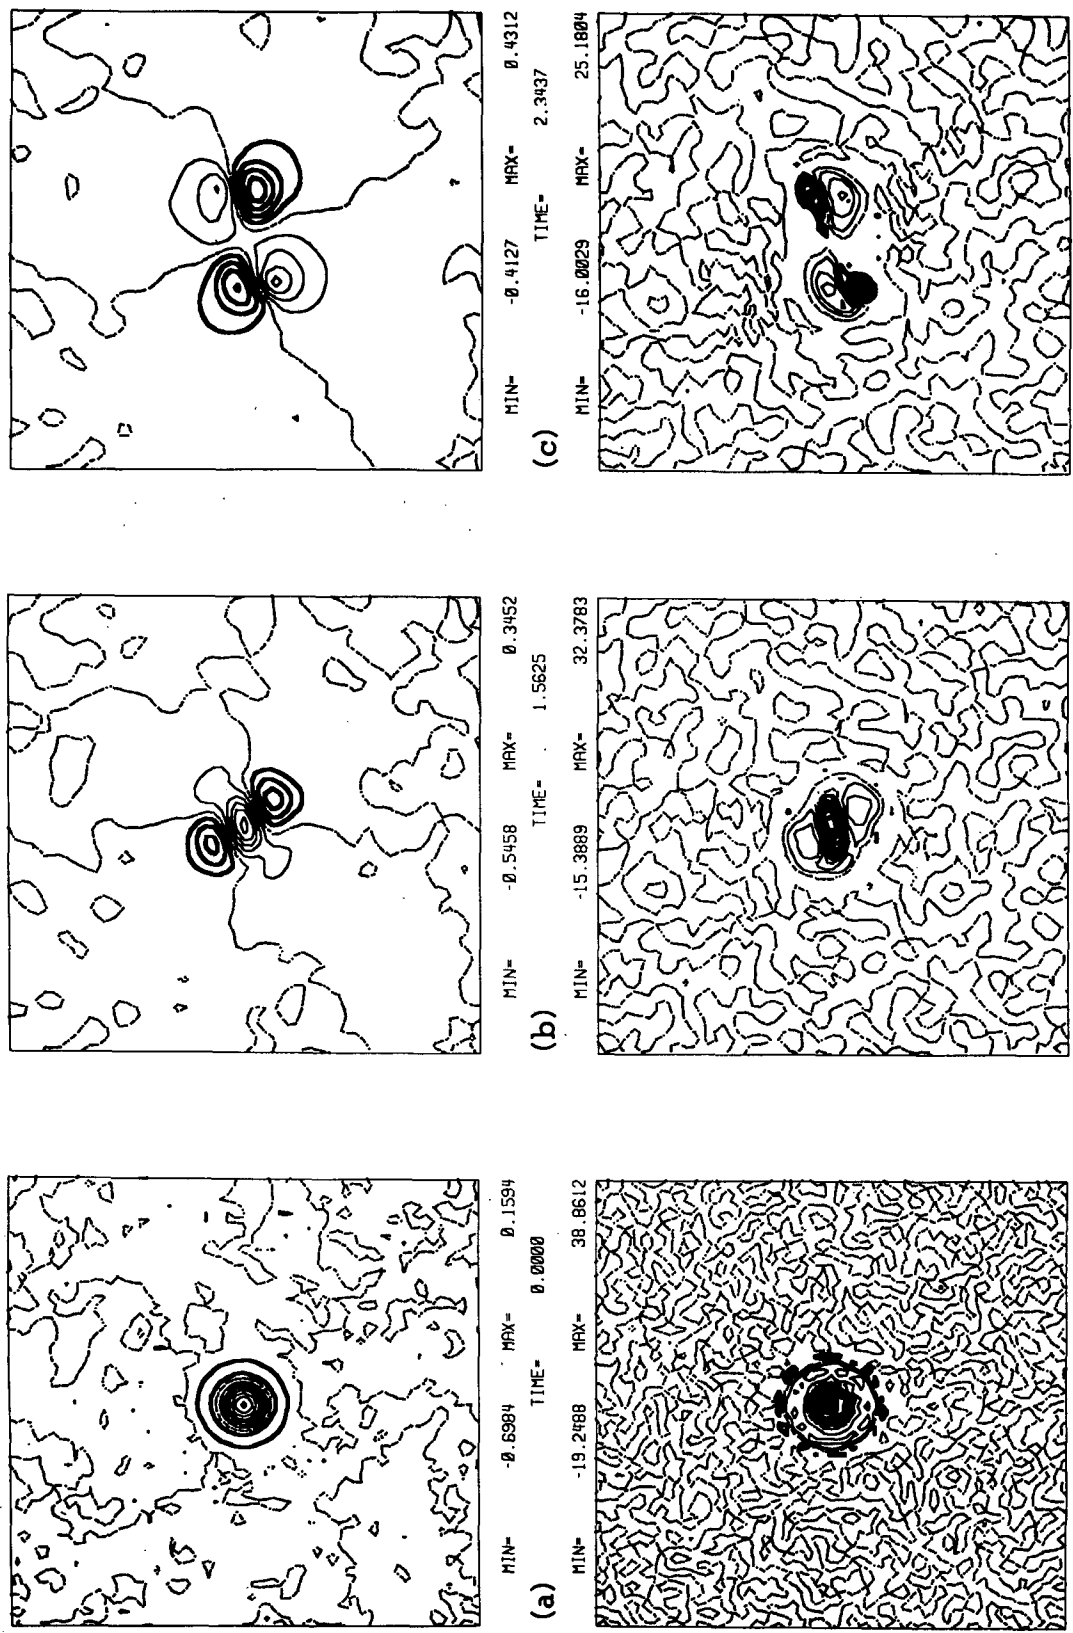 MIN= -0.6984 MAX= 0.1594
(a) TIME= 0.0000
MIN= -19.2488 MAX= 38.8612
MIN= -0.5458 MAX= 0.3452
(b) TIME= 1.5625
MIN= -15.3889 MAX= 32.3783
MIN= -0.4127 MAX= 0.4312
(c) TIME= 2.3437
MIN= -16.0029 MAX= 25.1804